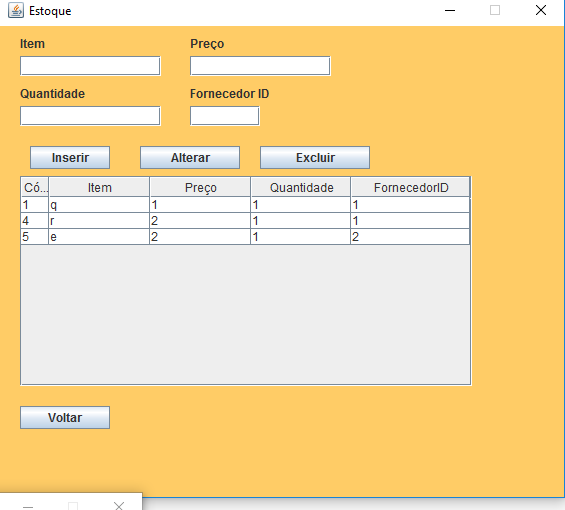 Estoque
Item Preço
Quantidade Fornecedor ID
Inserir Alterar Excluir
Có... Item Preço Quantidade FornecedorID
1 q 1 1 1
4 r 2 1 1
5 e 2 1 2
Voltar